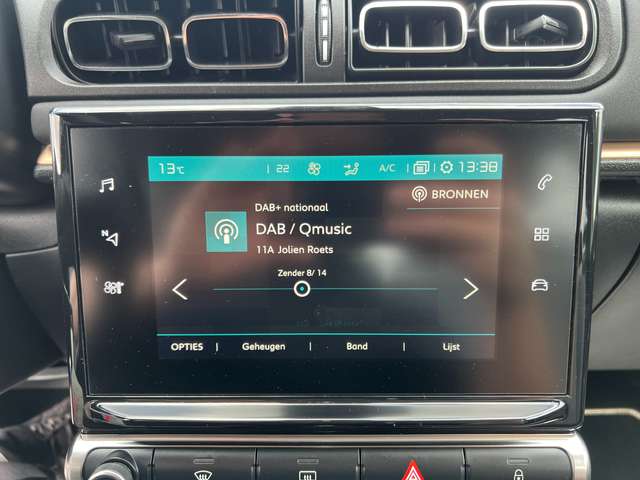 13°C | 22 A/C | 13:38
BRONNEN
DAB+ nationaal
DAB / Qmusic
11A Jolien Roets
Zender 8/ 14
OPTIES | Geheugen | Band | Lijst
N